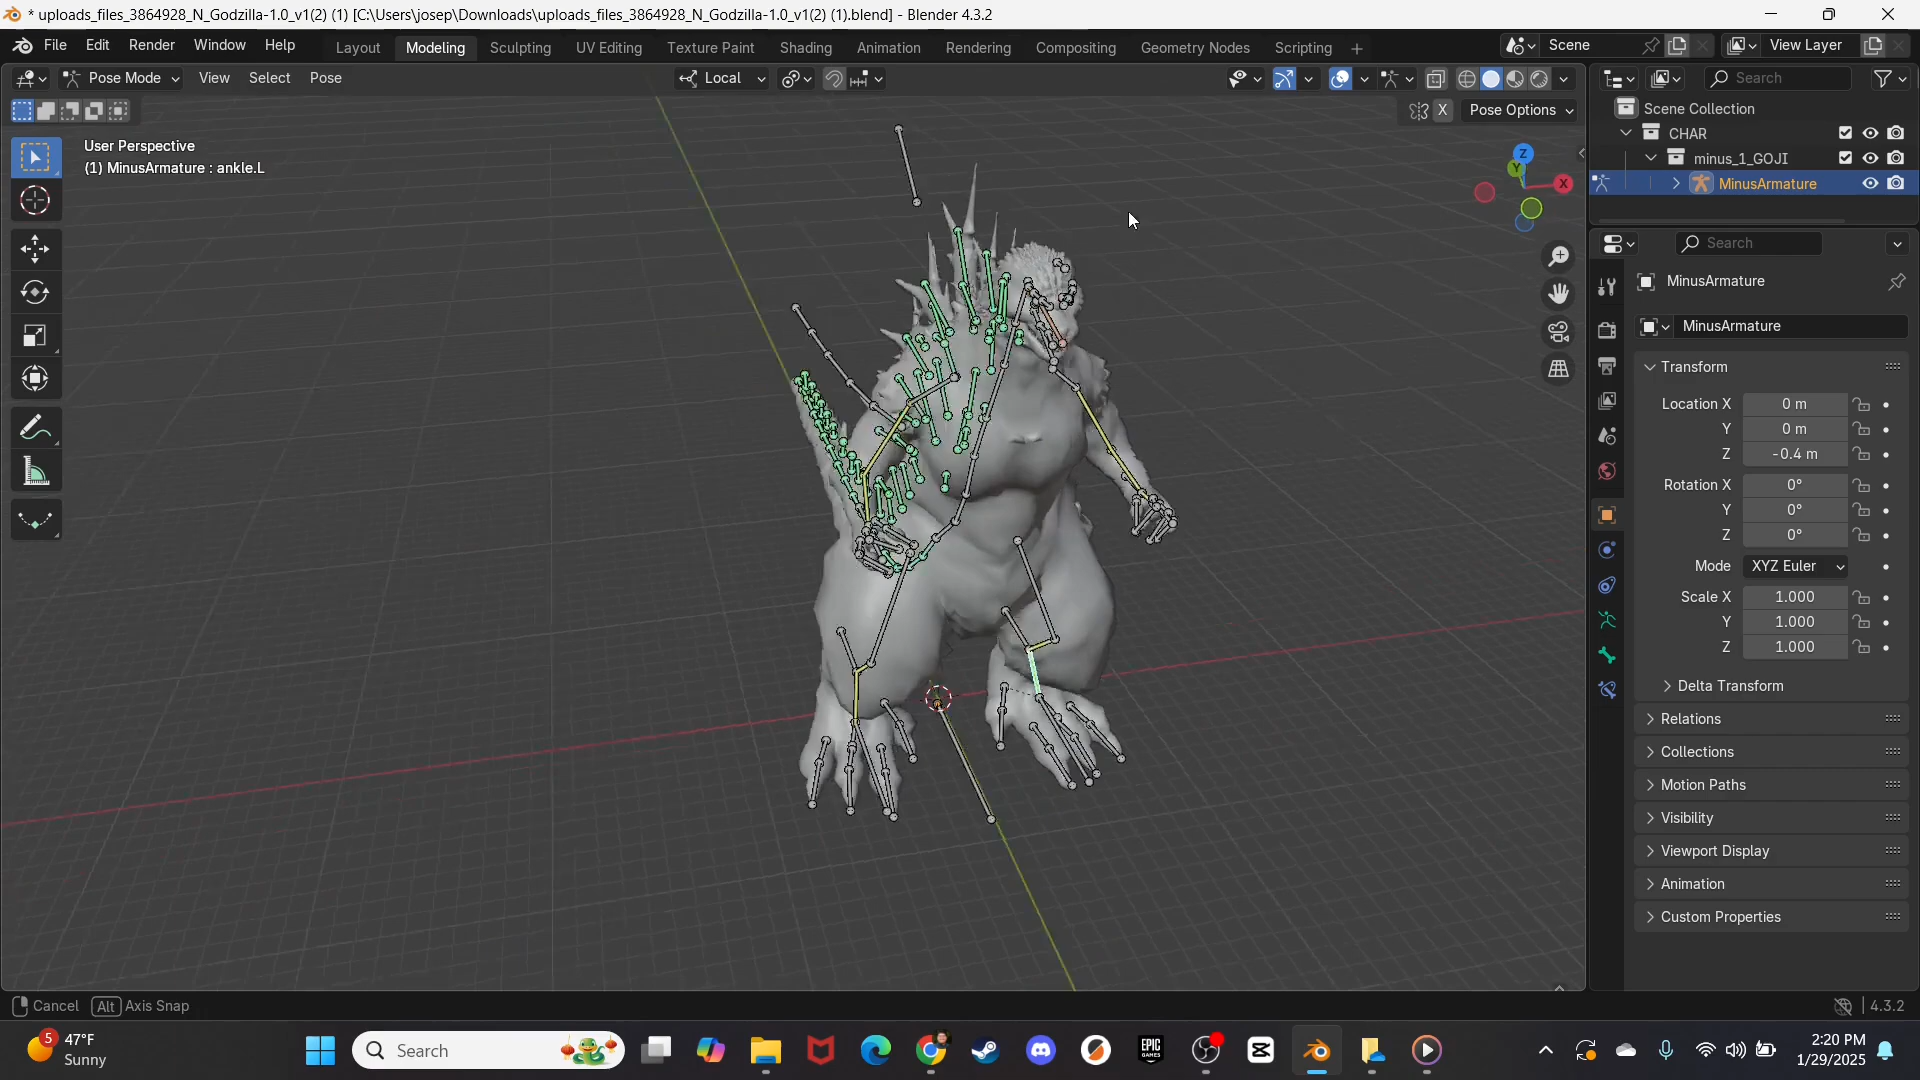 * uploads_files_3864928_N_Godzilla-1.0_v1(2) (1) [C:\Users\josep\Downloads\uploads_files_3864928_N_Godzilla-1.0_v1(2) (1).blend] - Blender 4.3.2
File Edit Render Window Help Layout Modeling Sculpting UV Editing Texture Paint Shading Animation Rendering Compositing Geometry Nodes Scripting + Scene View Layer
Pose Mode View Select Pose Local Search
X Pose Options
Scene Collection
CHAR
minus_1_GOJI
MinusArmature
User Perspective
(1) MinusArmature : ankle.L
Z
Y
X
Search
MinusArmature
MinusArmature
Transform
Location X 0 m
Y 0 m
Z -0.4 m
Rotation X 0°
Y 0°
Z 0°
Mode XYZ Euler
Scale X 1.000
Y 1.000
Z 1.000
Delta Transform
Relations
Collections
Motion Paths
Visibility
Viewport Display
Animation
Custom Properties
Cancel Alt Axis Snap
4.3.2
5 47°F
Sunny
Search
EPIC
GAMES
2:20 PM
1/29/2025